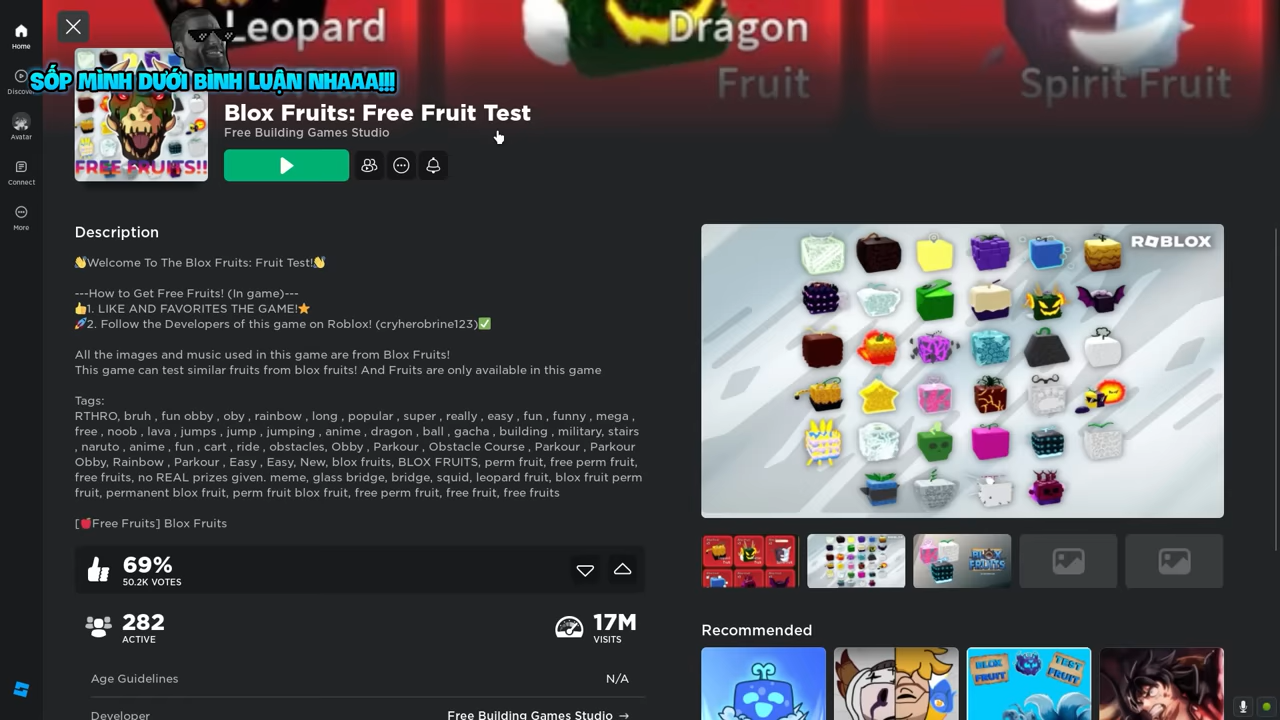 Leopard
Dragon
Fruit
Spirit Fruit
Home
SỐP MÌNH DƯỚI BÌNH LUẬN NHAAA!!!
FREE FRUITS!!
Blox Fruits: Free Fruit Test
Free Building Games Studio
Avatar
Connect
More
Description
👋Welcome To The Blox Fruits: Fruit Test!👋
---How to Get Free Fruits! (In game)---
👍1. LIKE AND FAVORITES THE GAME!⭐
🚀2. Follow the Developers of this game on Roblox! (cryherobrine123)✅
All the images and music used in this game are from Blox Fruits!
This game can test similar fruits from blox fruits! And Fruits are only available in this game
Tags:
RTHRO, bruh , fun obby , oby , rainbow , long , popular , super , really , easy , fun , funny , mega ,
free , noob , lava , jumps , jump , jumping , anime , dragon , ball , gacha , building , military, stairs
, naruto , anime , fun , cart , ride , obstacles, Obby , Parkour , Obstacle Course , Parkour , Parkour
Obby, Rainbow , Parkour , Easy , Easy, New, blox fruits, BLOX FRUITS, perm fruit, free perm fruit,
free fruits, no REAL prizes given. meme, glass bridge, bridge, squid, leopard fruit, blox fruit perm
fruit, permanent blox fruit, perm fruit blox fruit, free perm fruit, free fruit, free fruits
[🍎Free Fruits] Blox Fruits
69%
50.2K VOTES
282
ACTIVE
17M
VISITS
Age Guidelines
N/A
Developer
Free Building Games Studio →
ROBLOX
BLOX FRUITS
Recommended
BLOX FRUIT
TEST FRUIT